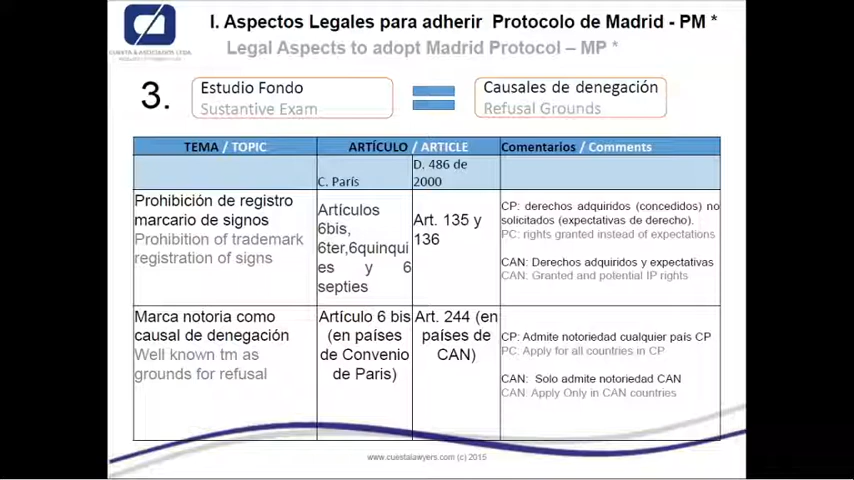 I. Aspectos Legales para adherir Protocolo de Madrid - PM *
Legal Aspects to adopt Madrid Protocol – MP *
CUESTA & ASOCIADOS LEGAL
3.
Estudio Fondo
Sustantive Exam
Causales de denegación
Refusal Grounds
TEMA / TOPIC
ARTÍCULO / ARTICLE
Comentarios / Comments
C. París
D. 486 de
2000
Prohibición de registro
marcario de signos
Prohibition of trademark
registration of signs
Artículos
6bis,
6ter,6quinqui
es y 6
septies
Art. 135 y
136
CP: derechos adquiridos (concedidos) no
solicitados (expectativas de derecho).
PC: rights granted instead of expectations
CAN: Derechos adquiridos y expectativas
CAN: Granted and potential IP rights
Marca notoria como
causal de denegación
Well known tm as
grounds for refusal
Artículo 6 bis
(en países
de Convenio
de Paris)
Art. 244 (en
países de
CAN)
CP: Admite notoriedad cualquier país CP
PC: Apply for all countries in CP
CAN: Solo admite notoriedad CAN
CAN: Apply Only in CAN countries
www.cuestalawyers.com (c) 2015